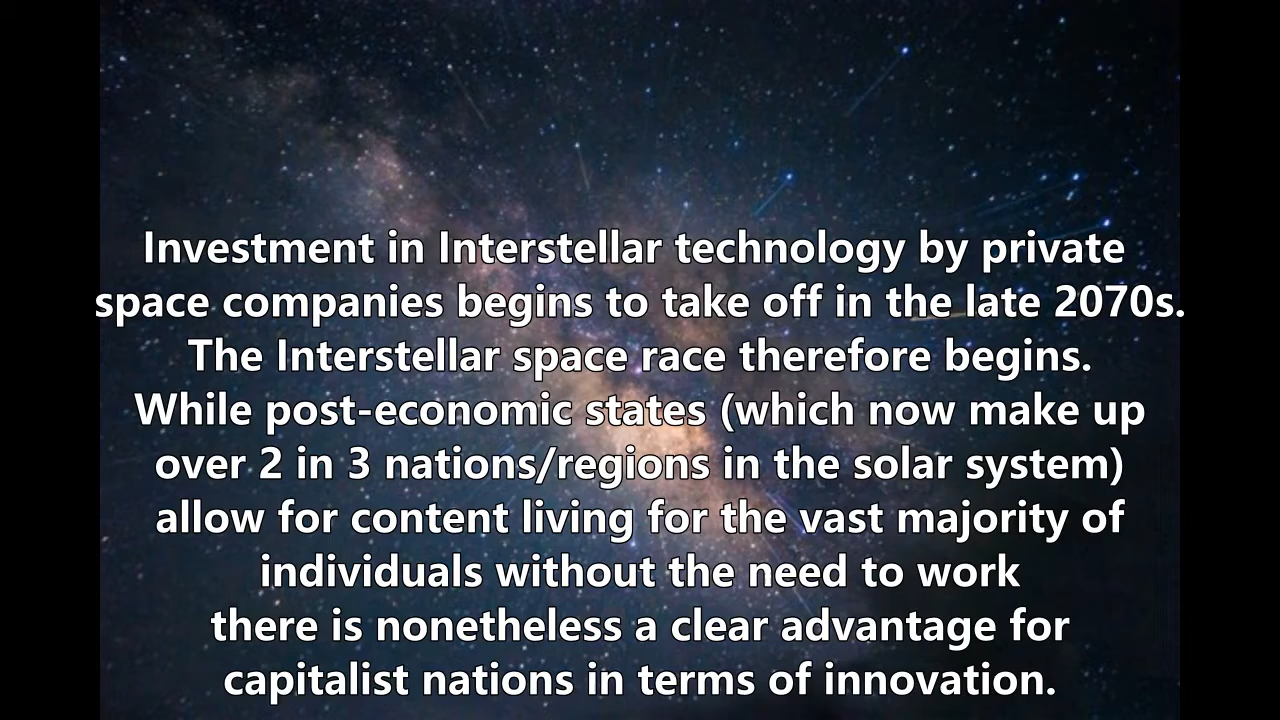 Investment in Interstellar technology by private
space companies begins to take off in the late 2070s.
The Interstellar space race therefore begins.
While post-economic states (which now make up
over 2 in 3 nations/regions in the solar system)
allow for content living for the vast majority of
individuals without the need to work
there is nonetheless a clear advantage for
capitalist nations in terms of innovation.